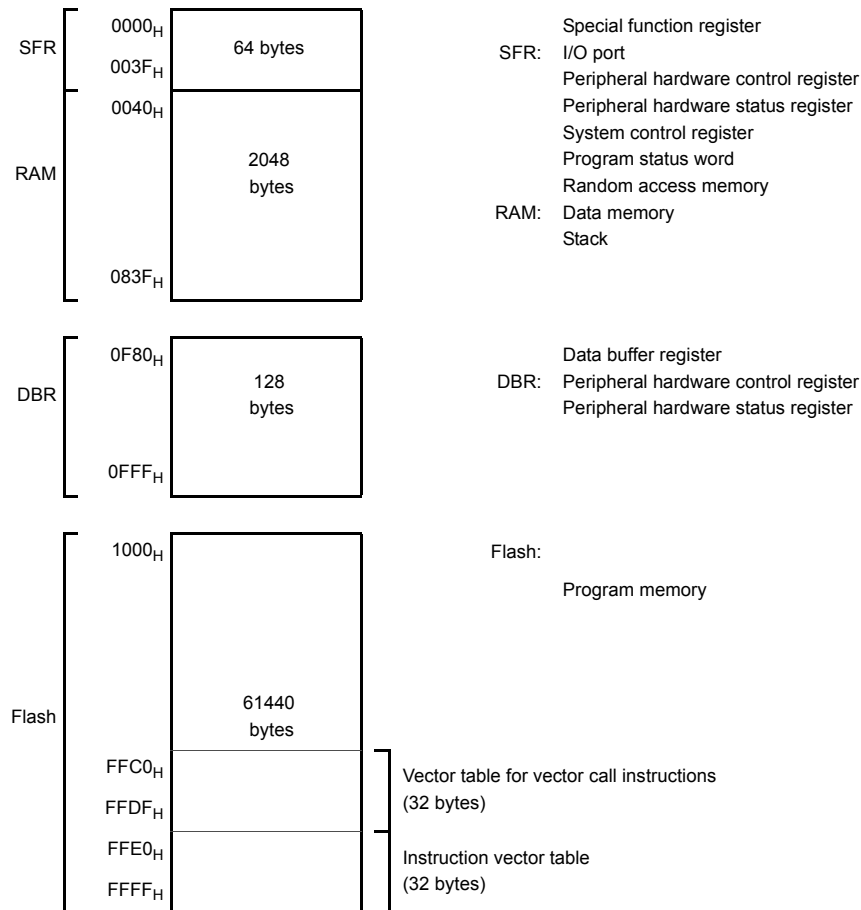 0000H
Special function register
SFR
64 bytes
SFR: I/O port
003FH
Peripheral hardware control register
0040H
Peripheral hardware status register
System control register
2048
bytes
Program status word
RAM
Random access memory
RAM: Data memory
Stack
083FH
0F80H
Data buffer register
128
bytes
DBR
DBR: Peripheral hardware control register
Peripheral hardware status register
0FFFH
1000H
Flash:
Program memory
61440
bytes
Flash
FFC0H
Vector table for vector call instructions
(32 bytes)
FFDFH
FFE0H
Instruction vector table
(32 bytes)
FFFFH